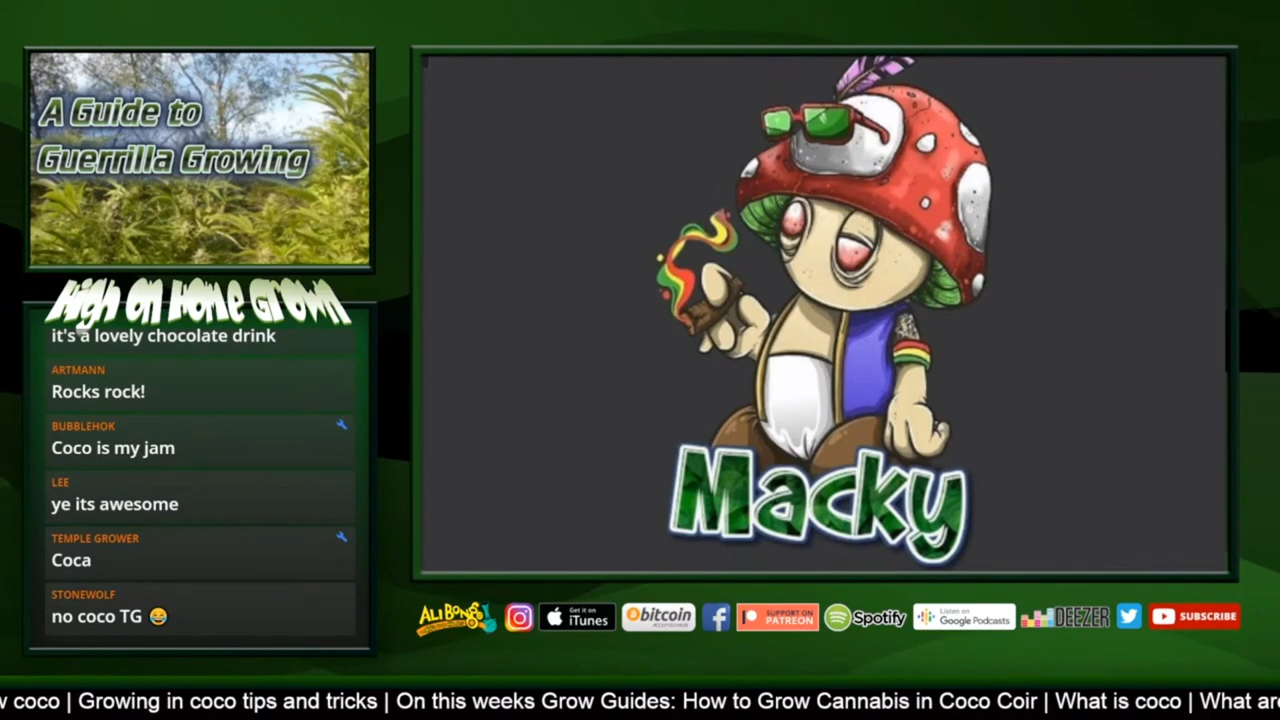 A Guide to
Guerrilla Growing
High on Home Grown
it's a lovely chocolate drink
ARTMANN
Rocks rock!
BUBBLEHOK
Coco is my jam
LEE
ye its awesome
TEMPLE GROWER
Coca
STONEWOLF
no coco TG 😂
Macky
ALI BONGO
Get it on
iTunes
bitcoin
SUPPORT ON
PATREON
Spotify
Listen on
Google Podcasts
DEEZER
SUBSCRIBE
w coco | Growing in coco tips and tricks | On this weeks Grow Guides: How to Grow Cannabis in Coco Coir | What is coco | What ar